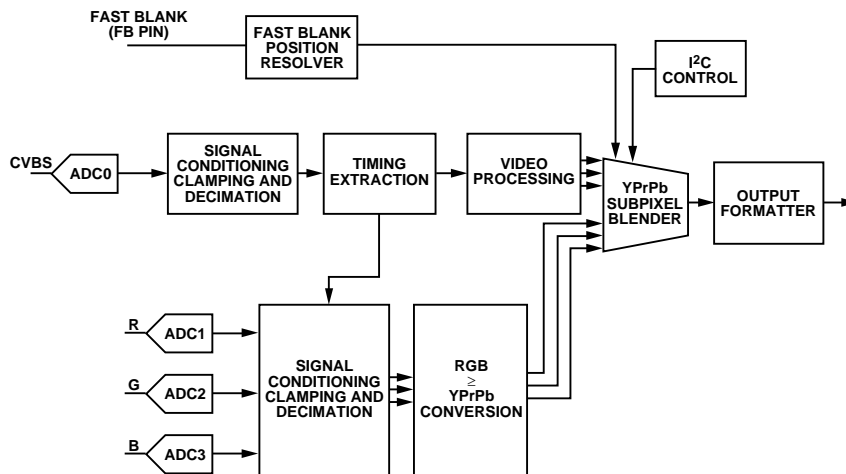 FAST BLANK
(FB PIN)
FAST BLANK
POSITION
RESOLVER
I²C
CONTROL
CVBS
ADC0
SIGNAL
CONDITIONING
CLAMPING AND
DECIMATION
TIMING
EXTRACTION
VIDEO
PROCESSING
YPrPb
SUBPIXEL
BLENDER
OUTPUT
FORMATTER
R
ADC1
G
ADC2
B
ADC3
SIGNAL
CONDITIONING
CLAMPING AND
DECIMATION
RGB
≥
YPrPb
CONVERSION